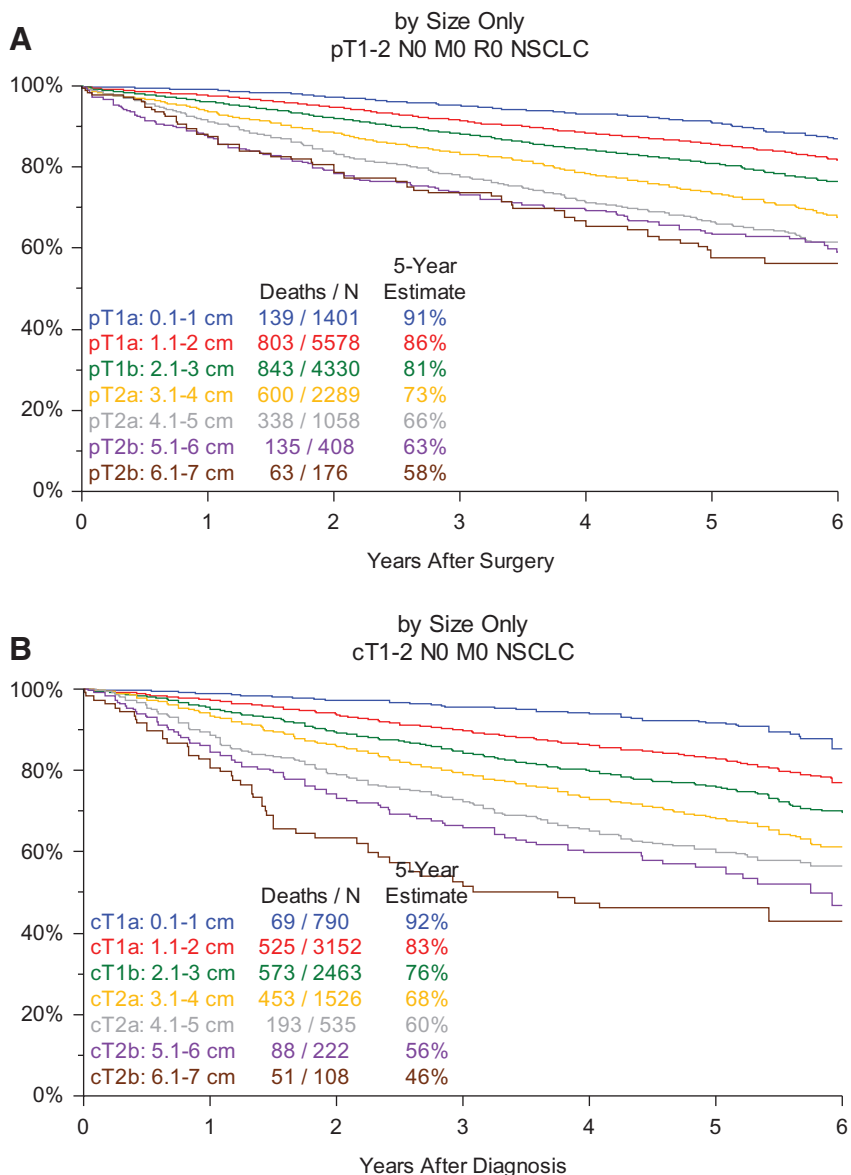 by Size Only
A
pT1-2 N0 M0 R0 NSCLC
100%
80%
60%
40%
20%
0%
5-Year
Deaths / N Estimate
pT1a: 0.1-1 cm 139 / 1401 91%
pT1a: 1.1-2 cm 803 / 5578 86%
pT1b: 2.1-3 cm 843 / 4330 81%
pT2a: 3.1-4 cm 600 / 2289 73%
pT2a: 4.1-5 cm 338 / 1058 66%
pT2b: 5.1-6 cm 135 / 408 63%
pT2b: 6.1-7 cm 63 / 176 58%
0 1 2 3 4 5 6
Years After Surgery
by Size Only
B
cT1-2 N0 M0 NSCLC
100%
80%
60%
40%
20%
0%
5-Year
Deaths / N Estimate
cT1a: 0.1-1 cm 69 / 790 92%
cT1a: 1.1-2 cm 525 / 3152 83%
cT1b: 2.1-3 cm 573 / 2463 76%
cT2a: 3.1-4 cm 453 / 1526 68%
cT2a: 4.1-5 cm 193 / 535 60%
cT2b: 5.1-6 cm 88 / 222 56%
cT2b: 6.1-7 cm 51 / 108 46%
0 1 2 3 4 5 6
Years After Diagnosis